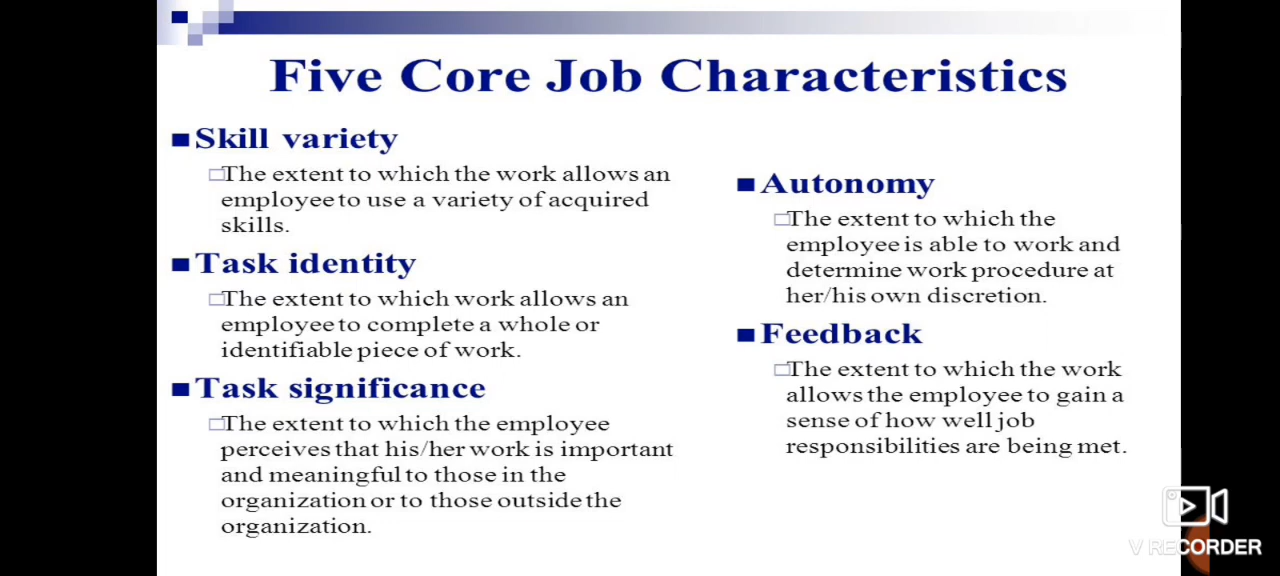 Five Core Job Characteristics
Skill variety
The extent to which the work allows an
employee to use a variety of acquired
skills.
Task identity
The extent to which work allows an
employee to complete a whole or
identifiable piece of work.
Task significance
The extent to which the employee
perceives that his/her work is important
and meaningful to those in the
organization or to those outside the
organization.
Autonomy
The extent to which the
employee is able to work and
determine work procedure at
her/his own discretion.
Feedback
The extent to which the work
allows the employee to gain a
sense of how well job
responsibilities are being met.
V RECORDER